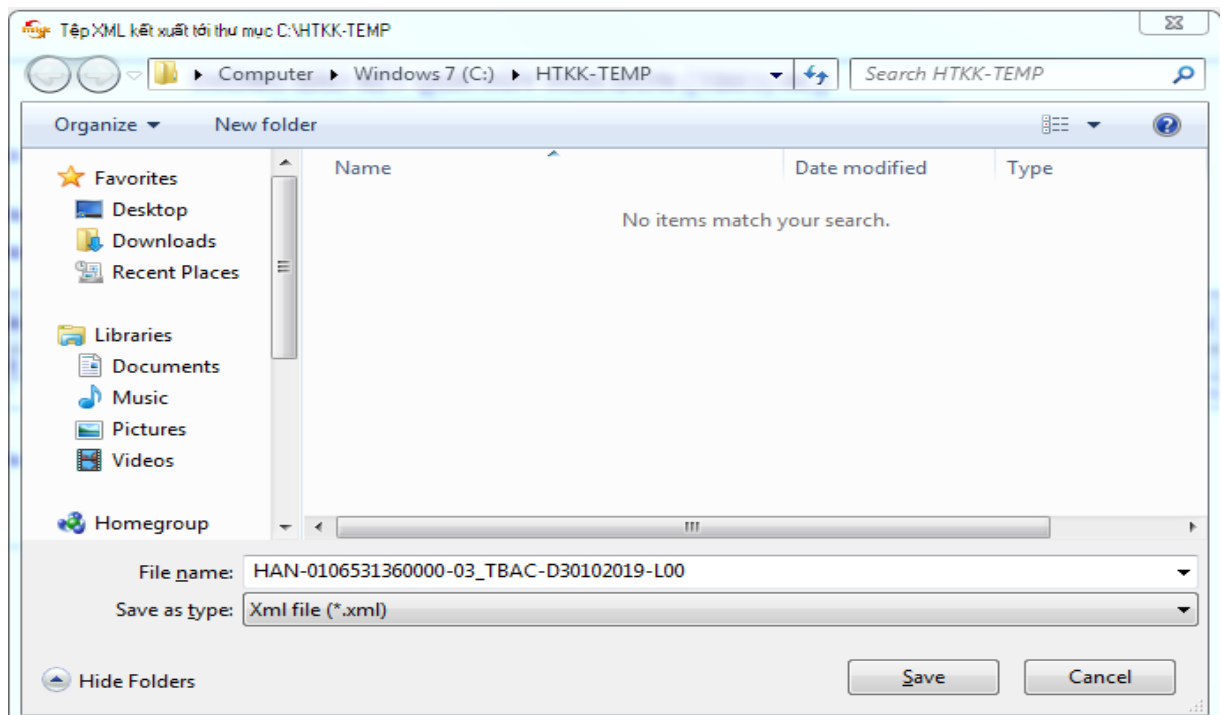 Tệp XML kết xuất tới thư mục C:\HTKK-TEMP
Computer Windows 7 (C:) HTKK-TEMP Search HTKK-TEMP
Organize New folder
Name Date modified Type
No items match your search.
Favorites
Desktop
Downloads
Recent Places
Libraries
Documents
Music
Pictures
Videos
Homegroup
File name: HAN-0106531360000-03_TBAC-D30102019-L00
Save as type: Xml file (*.xml)
Hide Folders Save Cancel